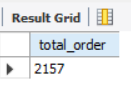 Result Grid
total_order
2157